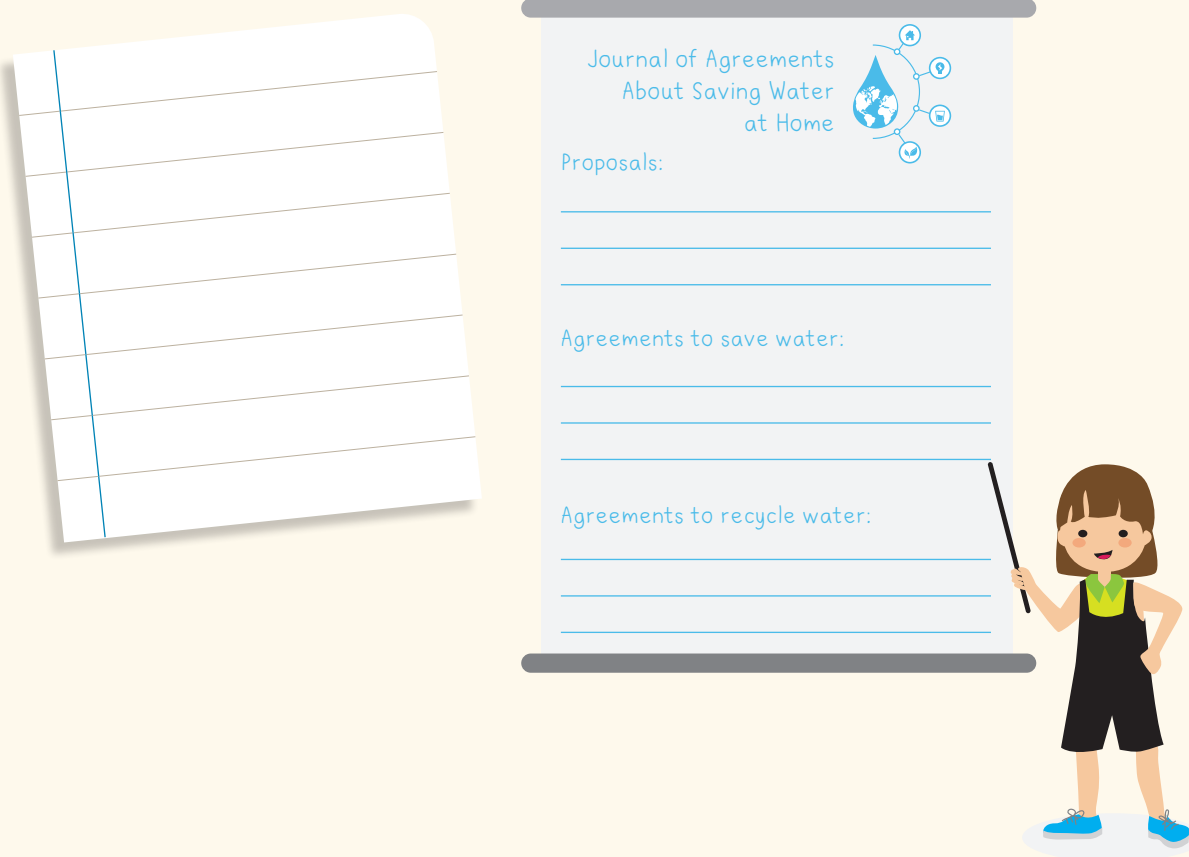 Journal of Agreements
About Saving Water
at Home
Proposals:
Agreements to save water:
Agreements to recycle water: